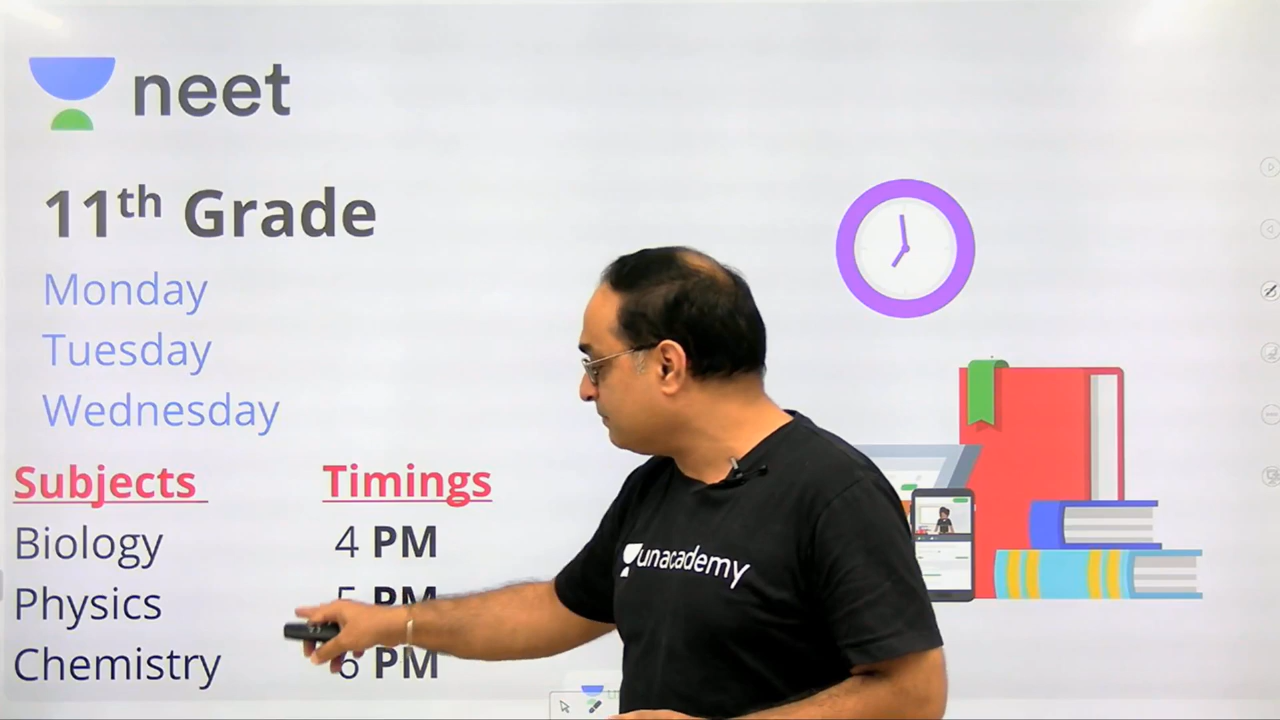 neet
11th Grade
Monday
Tuesday
Wednesday
Subjects Timings
Biology 4 PM
Physics 5 PM
Chemistry 6 PM
unacademy